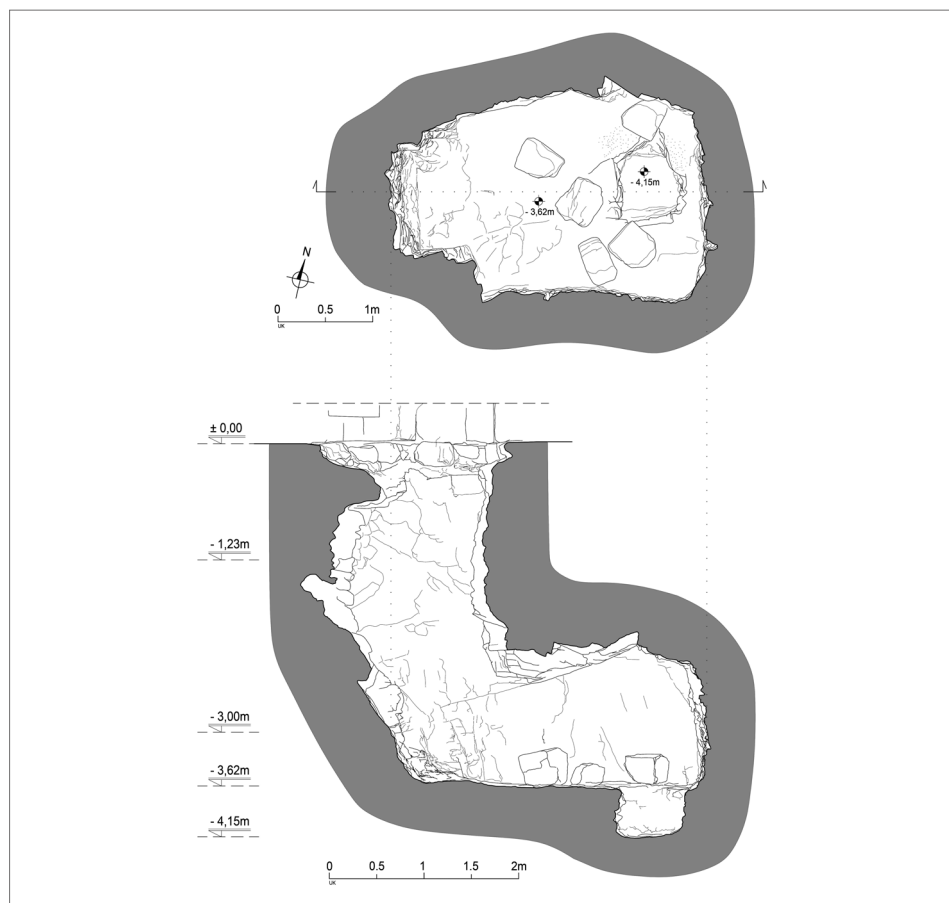 - 4,15m
- 3,62m
N
0 0.5 1m
UK
± 0,00
- 1,23m
- 3,00m
- 3,62m
- 4,15m
0 0.5 1 1.5 2m
UK